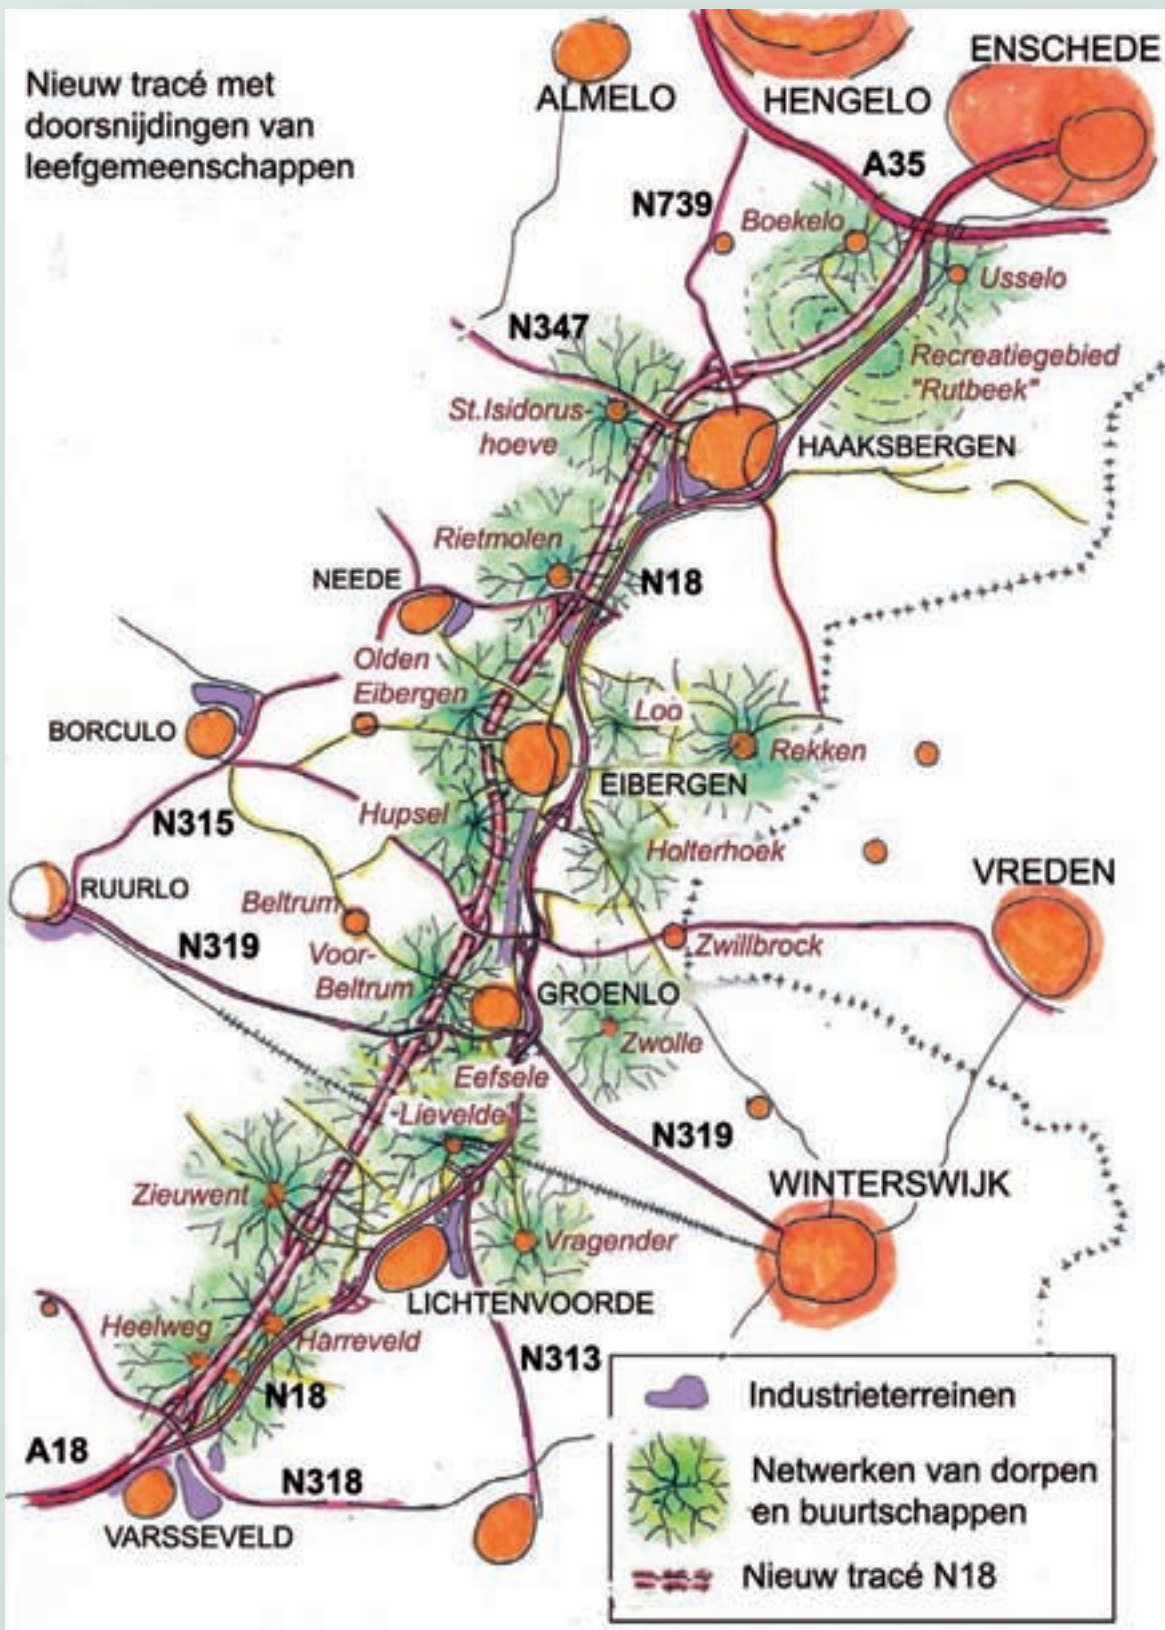 Nieuw tracé met
doorsnijdingen van
leefgemeenschappen
ALMELO
HENGELO
ENSCHEDE
A35
N739
Boekelo
Usselo
N347
Recreatiegebied
"Rutbeek"
St.Isidorus-
hoeve
HAAKSBERGEN
Rietmolen
NEEDE
N18
Olden
Eibergen
Loo
BORCULO
Rekken
EIBERGEN
N315
Hupsel
Holterhoek
VREDEN
RUURLO
Beltrum
N319
Voor-
Beltrum
Zwillbrock
GROENLO
Zwolle
Eefsele
Lievelde
N319
Zieuwent
WINTERSWIJK
Vragender
LICHTENVOORDE
Heelweg
Harreveld
N313
N18
A18
N318
VARSSEVELD
Industrieterreinen
Netwerken van dorpen
en buurtschappen
Nieuw tracé N18